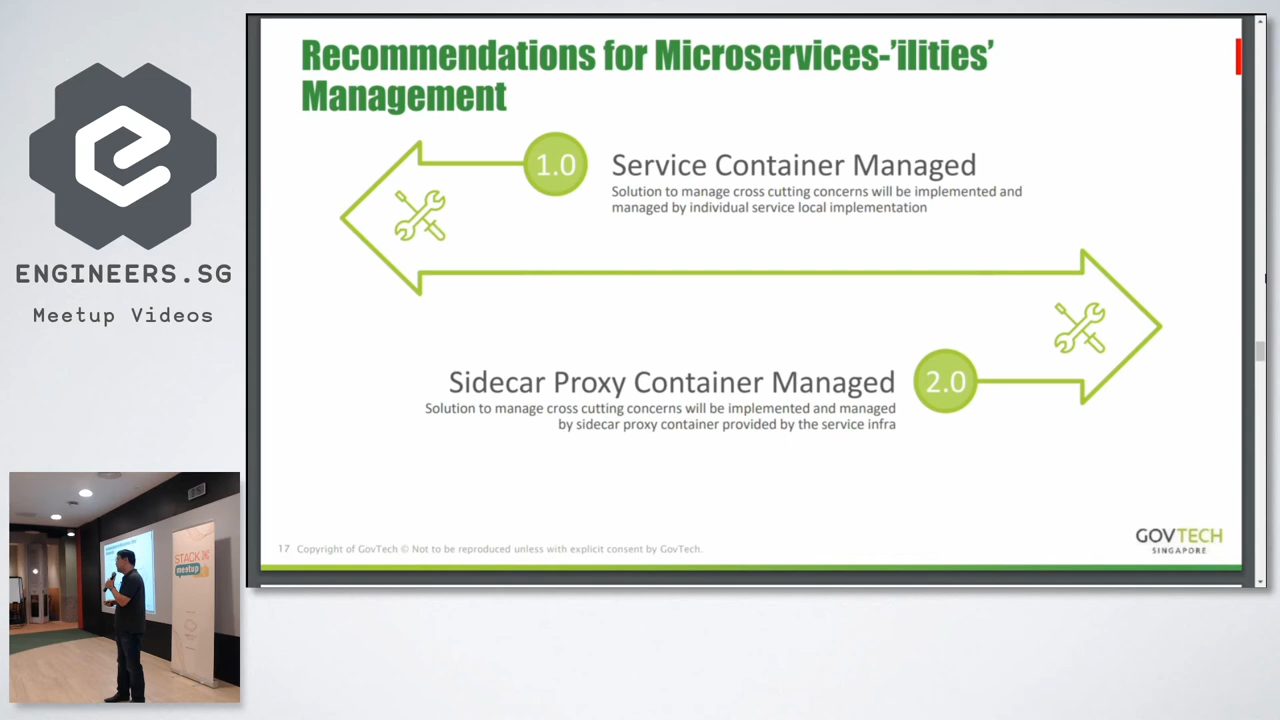 ENGINEERS.SG
Meetup Videos
Recommendations for Microservices-’ilities’
Management
1.0
Service Container Managed
Solution to manage cross cutting concerns will be implemented and
managed by individual service local implementation
Sidecar Proxy Container Managed
2.0
Solution to manage cross cutting concerns will be implemented and managed
by sidecar proxy container provided by the service infra
17 Copyright of GovTech © Not to be reproduced unless with explicit consent by GovTech.
GOVTECH
SINGAPORE
STACK
meetup